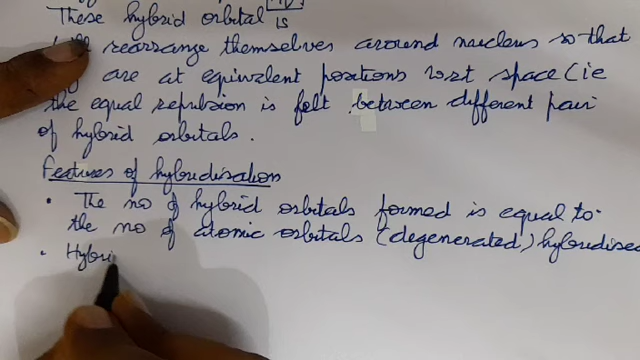 These hybrid orbital is
rearrange themselves around nucleus so that
are at equivalent positions wrt space (ie
the equal repulsion is felt between different pair
of hybrid orbitals.
Features of hybridisation
• The no of hybrid orbitals formed is equal to
the no of atomic orbitals (degenerated) hybridised
• Hybri